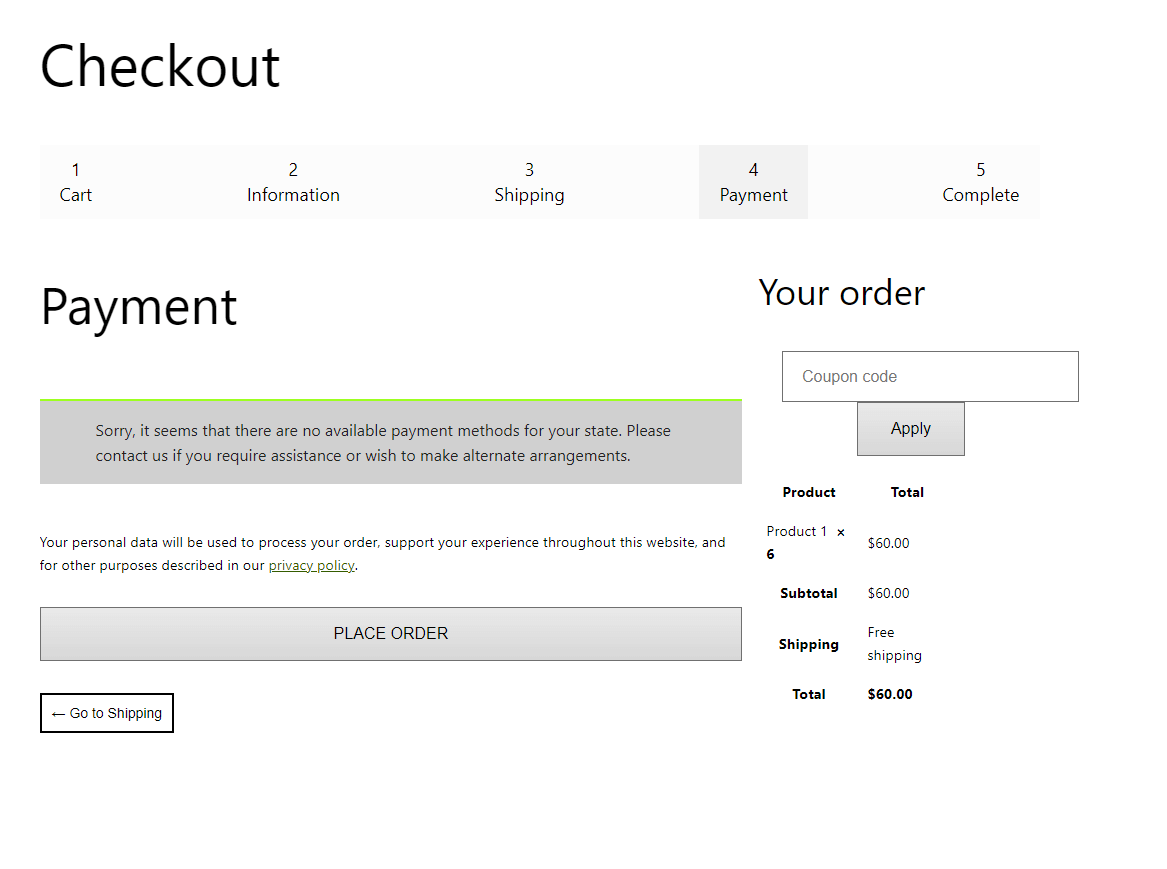 Checkout
1
Cart
2
Information
3
Shipping
4
Payment
5
Complete
Payment
Sorry, it seems that there are no available payment methods for your state. Please
contact us if you require assistance or wish to make alternate arrangements.
Your personal data will be used to process your order, support your experience throughout this website, and
for other purposes described in our privacy policy.
PLACE ORDER
← Go to Shipping
Your order
Coupon code
Apply
Product Total
Product 1 ×
6
$60.00
Subtotal $60.00
Shipping
Free
shipping
Total $60.00